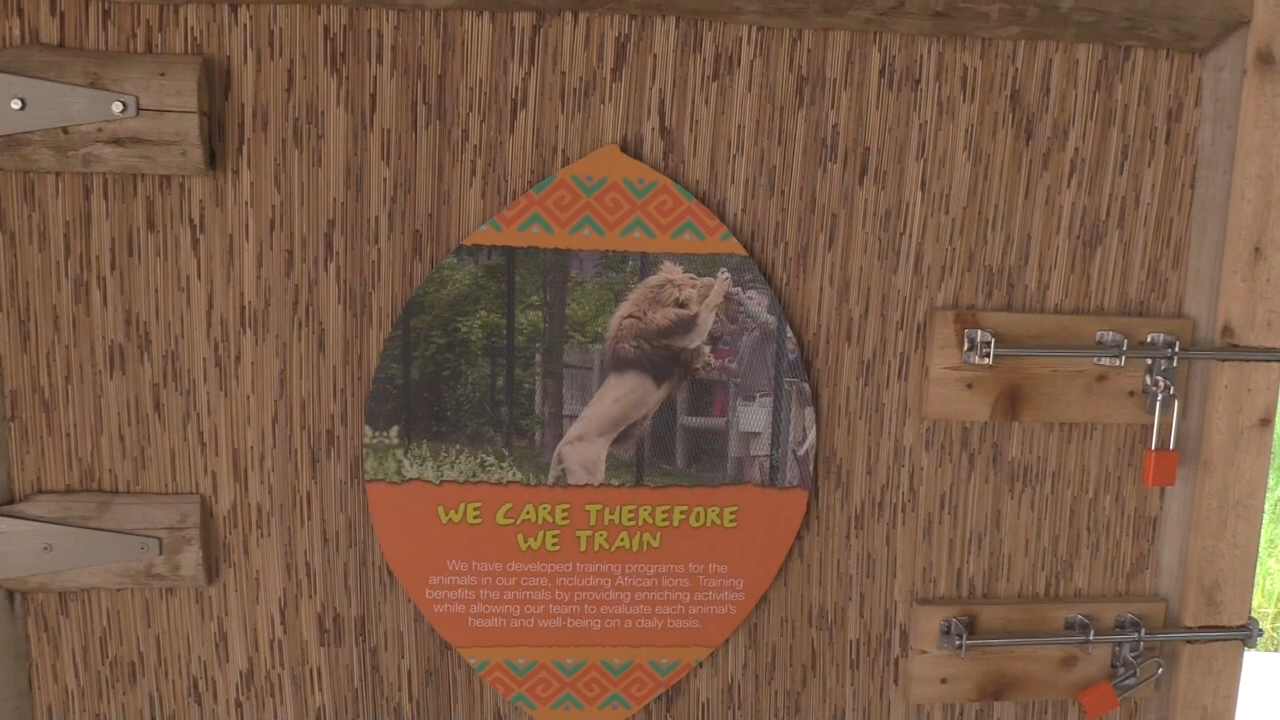 WE CARE THEREFORE
WE TRAIN
We have developed training programs for the
animals in our care, including African lions. Training
benefits the animals by providing enriching activities
while allowing our team to evaluate each animal's
health and well-being on a daily basis.